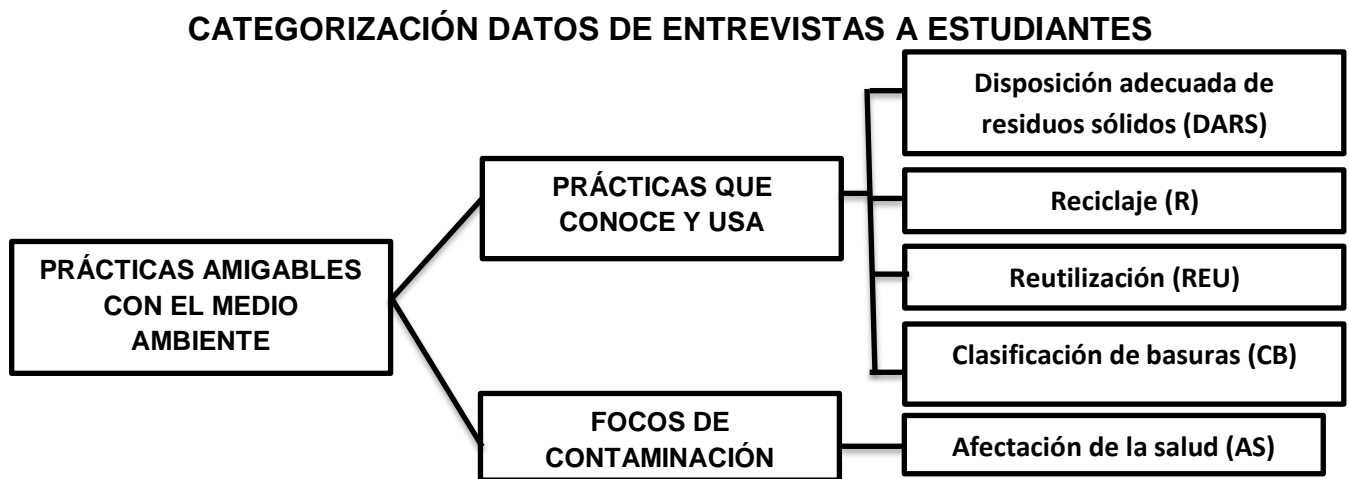 CATEGORIZACIÓN DATOS DE ENTREVISTAS A ESTUDIANTES
Disposición adecuada de
residuos sólidos (DARS)
PRÁCTICAS QUE
CONOCE Y USA
Reciclaje (R)
PRÁCTICAS AMIGABLES
CON EL MEDIO
AMBIENTE
Reutilización (REU)
Clasificación de basuras (CB)
FOCOS DE
CONTAMINACIÓN
Afectación de la salud (AS)